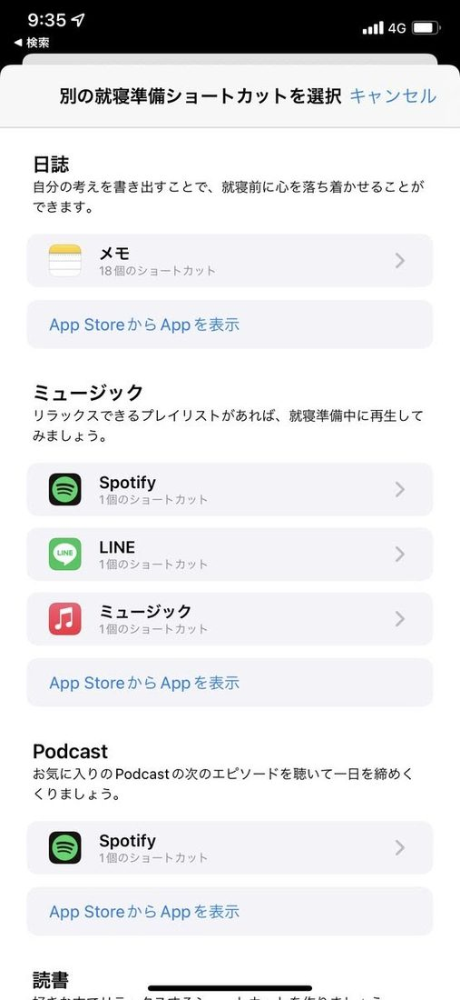 9:35
4G
◀ 検索
別の就寝準備ショートカットを選択 キャンセル
日誌
自分の考えを書き出すことで、就寝前に心を落ち着かせることが
できます。
メモ
18個のショートカット
App StoreからAppを表示
ミュージック
リラックスできるプレイリストがあれば、就寝準備中に再生して
みましょう。
Spotify
1個のショートカット
LINE
LINE
1個のショートカット
ミュージック
1個のショートカット
App StoreからAppを表示
Podcast
お気に入りのPodcastの次のエピソードを聴いて一日を締めく
くりましょう。
Spotify
1個のショートカット
App StoreからAppを表示
読書